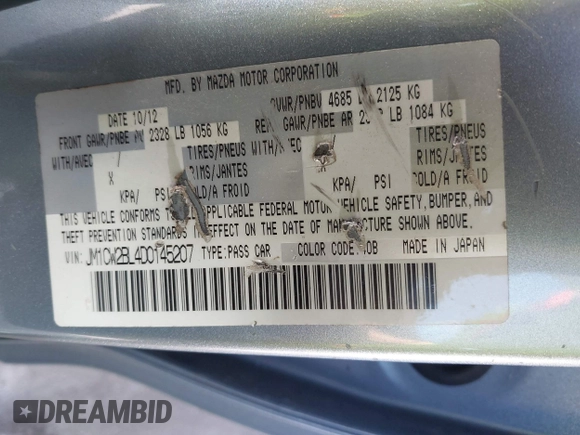 MFD. BY MAZDA MOTOR CORPORATION
DATE 10/12 GVWR/PNBV 4685 2125 KG
FRONT GAWR/PNBE 2328 LB 1056 KG GAWR/PNBE AR LB 1084 KG
WITH/AVEC / TIRES/PNEUS WITH/AVEC TIRES/PNEUS
X RIMS/JANTES RIMS/JANTES
KPA/ PSI COLD/A FROID KPA/ PSI COLD/A FROID
THIS VEHICLE CONFORMS TO APPLICABLE FEDERAL MOTOR VEHICLE SAFETY, BUMPER, AND
THEFT PREVENTION STANDARDS IN EFFECT ON THE DATE OF MANUFACTURE SHOWN ABOVE.
VIN: JM1CW2BL4D0145207 TYPE:PASS CAR COLOR CODE: MADE IN JAPAN
DREAMBID